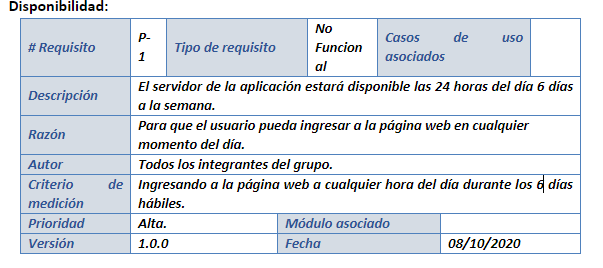 Disponibilidad:
# Requisito P-1 Tipo de requisito No Funcional Casos de uso asociados
Descripción El servidor de la aplicación estará disponible las 24 horas del día 6 días
a la semana.
Razón Para que el usuario pueda ingresar a la página web en cualquier
momento del día.
Autor Todos los integrantes del grupo.
Criterio de medición Ingresando a la página web a cualquier hora del día durante los 6 días
hábiles.
Prioridad Alta. Módulo asociado
Versión 1.0.0 Fecha 08/10/2020